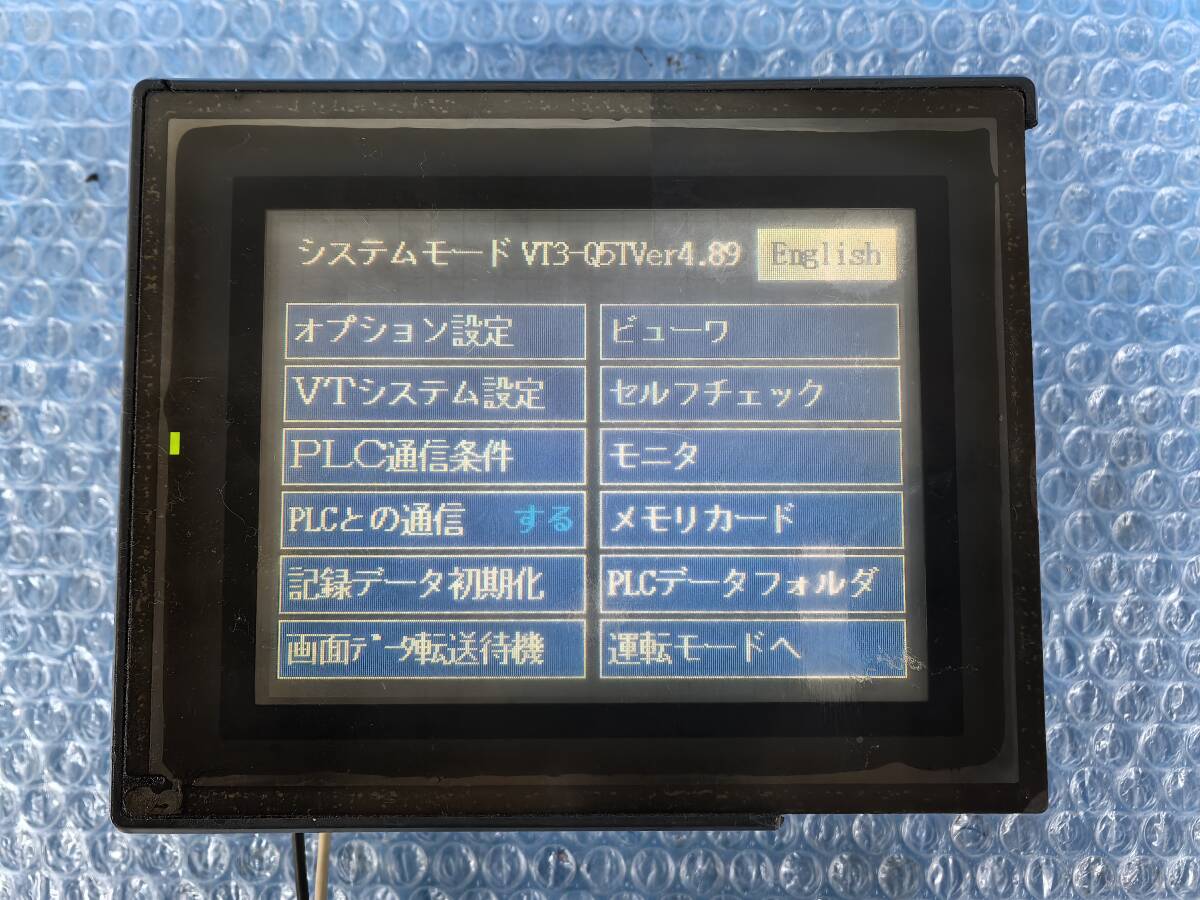 システムモード VT3-Q5TVer4.89 English
オプション設定 ビューワ
VTシステム設定 セルフチェック
PLC通信条件 モニタ
PLCとの通信 する メモリカード
記録データ初期化 PLCデータフォルダ
画面ﾃﾞｰﾀ転送待機 運転モードへ